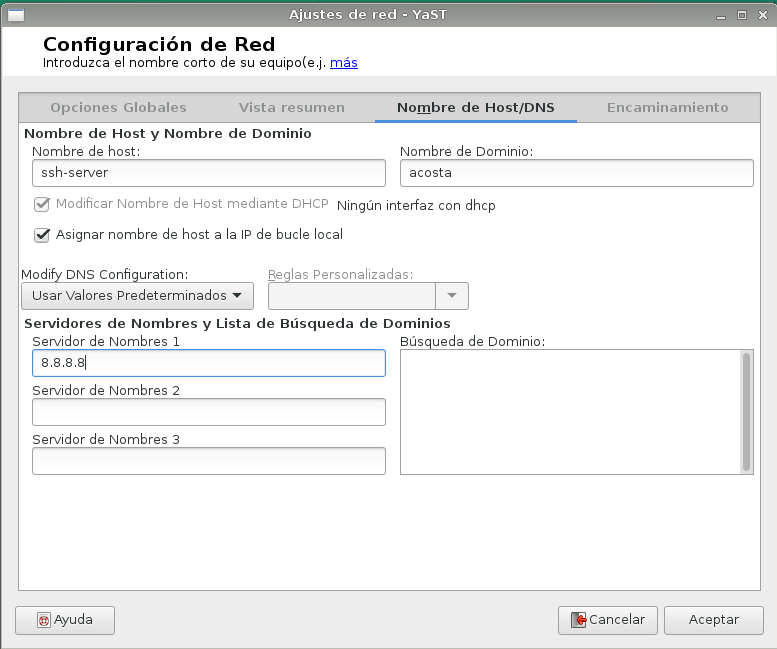 Ajustes de red - YaST
Configuración de Red
Introduzca el nombre corto de su equipo(e.j. más
Opciones Globales Vista resumen Nombre de Host/DNS Encaminamiento
Nombre de Host y Nombre de Dominio
Nombre de host: Nombre de Dominio:
ssh-server acosta
Modificar Nombre de Host mediante DHCP Ningún interfaz con dhcp
Asignar nombre de host a la IP de bucle local
Modify DNS Configuration: Reglas Personalizadas:
Usar Valores Predeterminados
Servidores de Nombres y Lista de Búsqueda de Dominios
Servidor de Nombres 1 Búsqueda de Dominio:
8.8.8.8
Servidor de Nombres 2
Servidor de Nombres 3
Ayuda Cancelar Aceptar